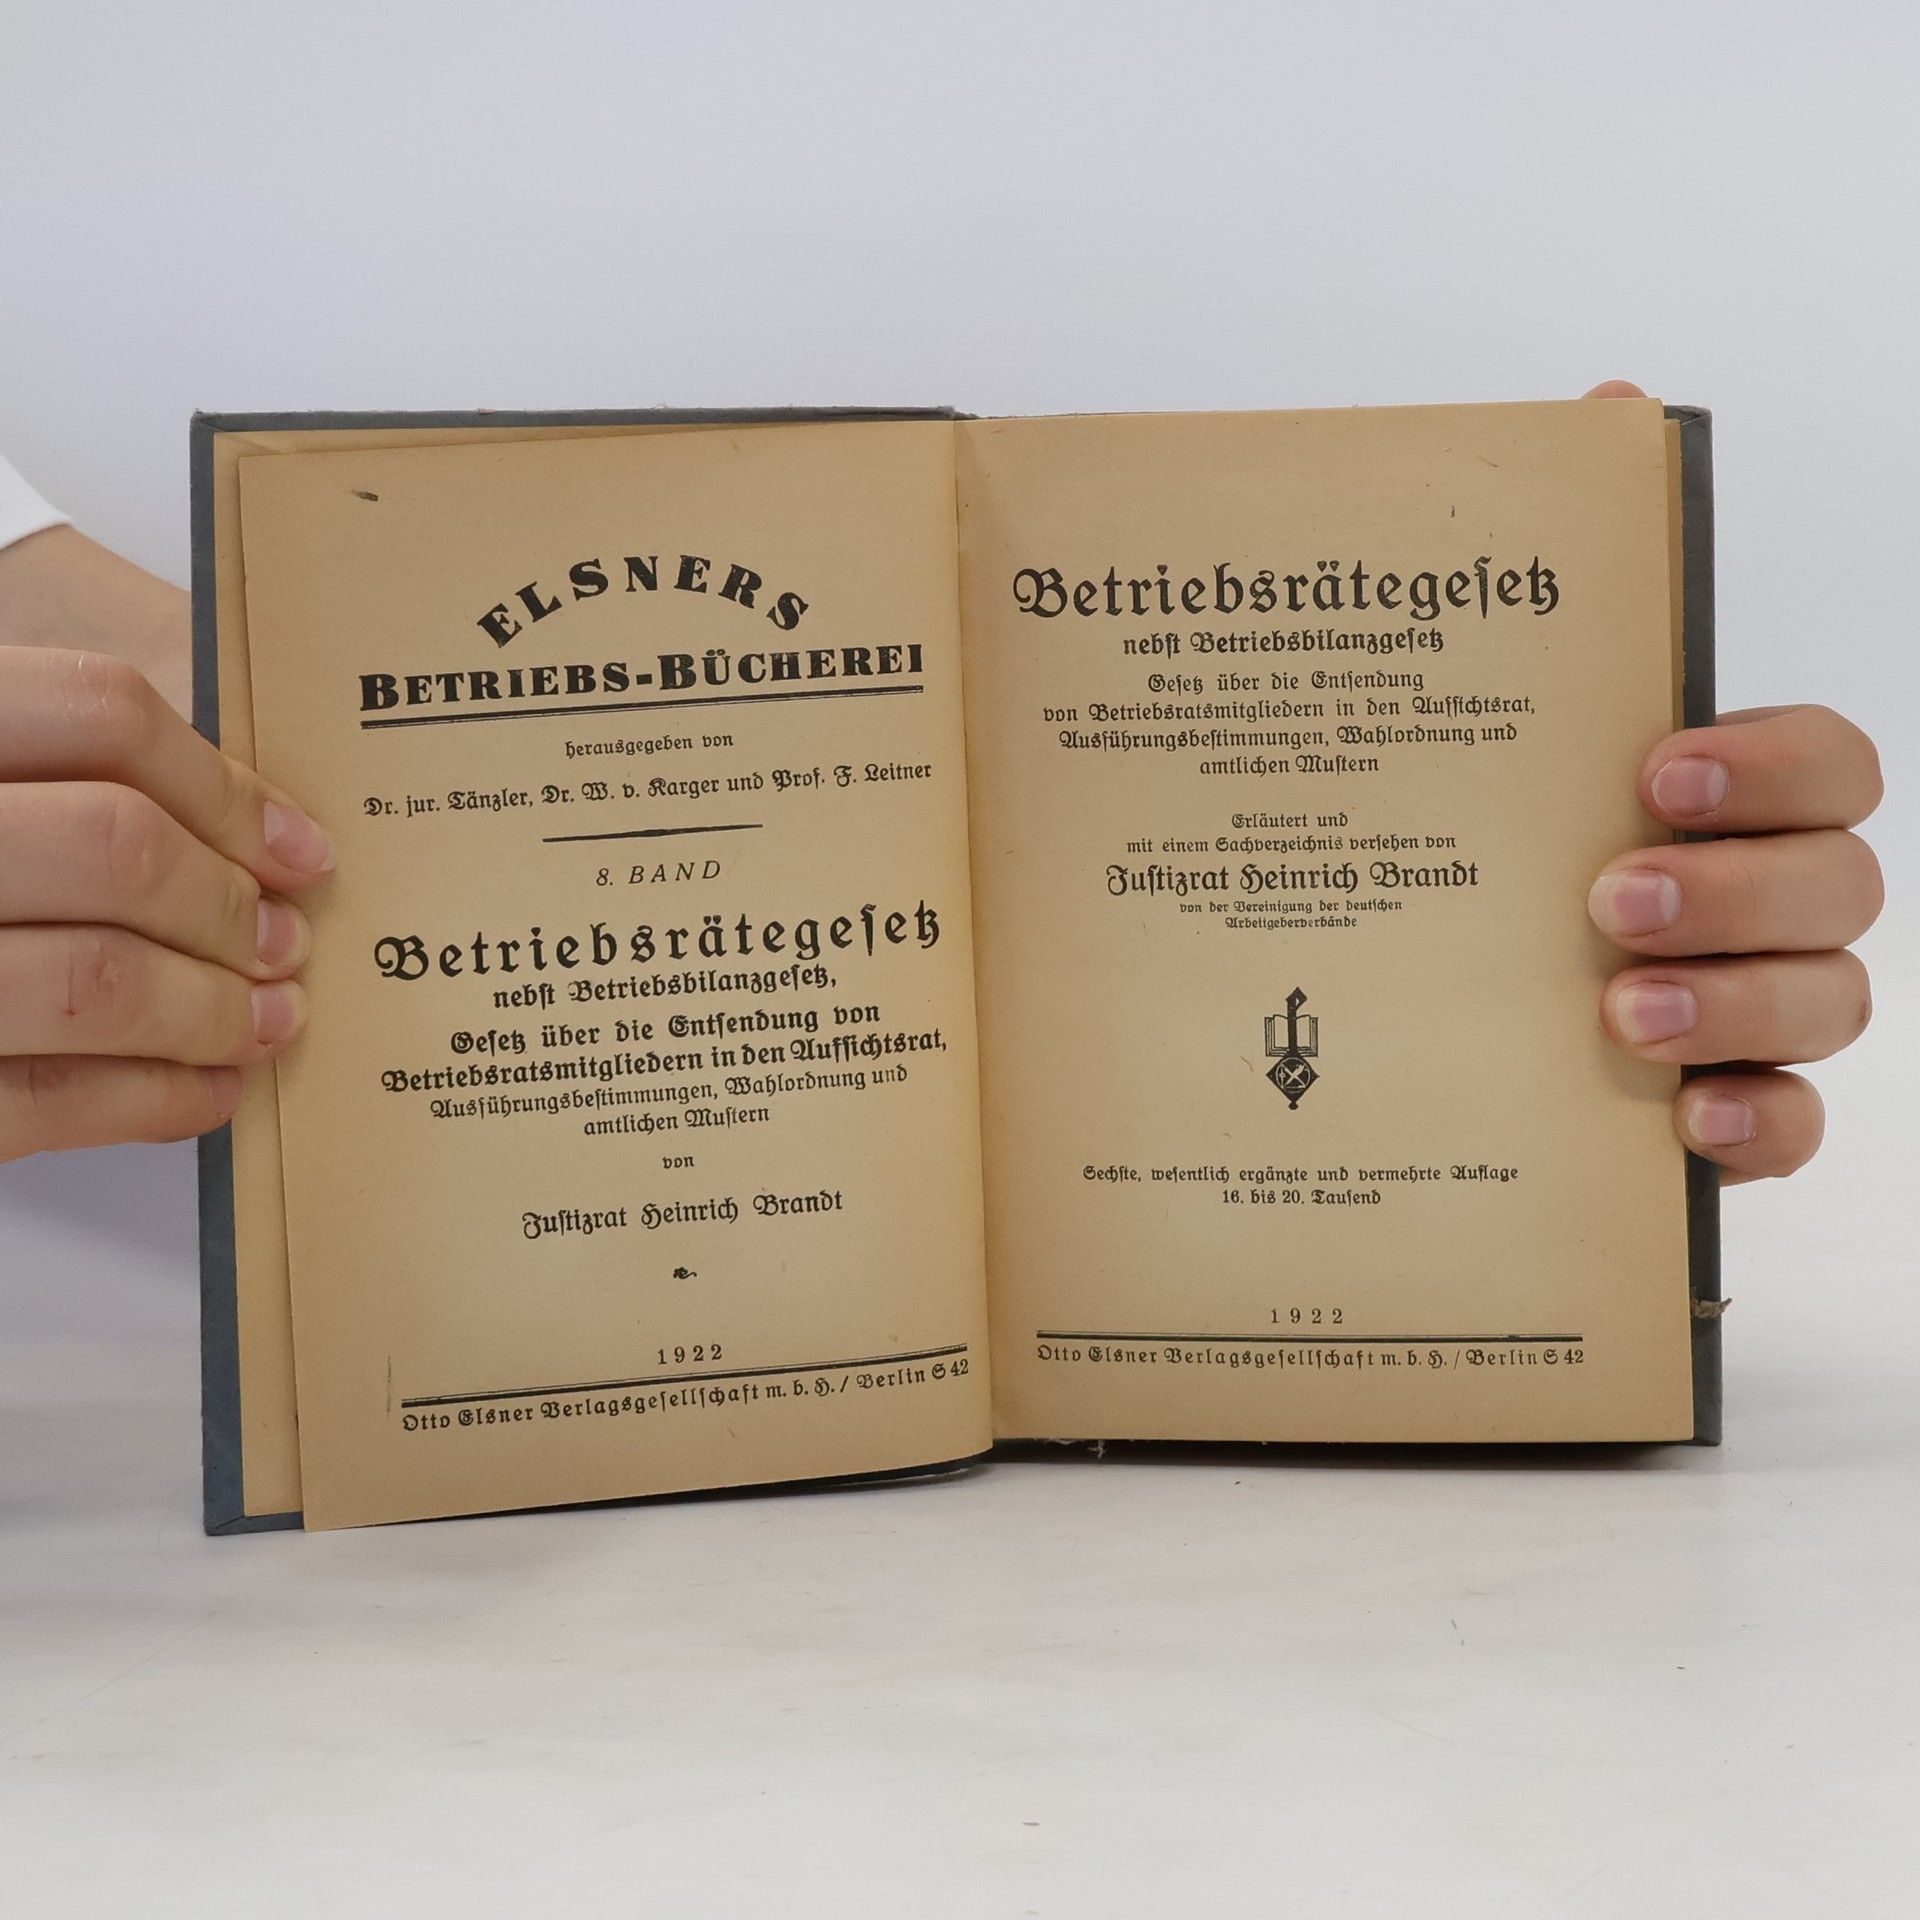 ELSNERS
BETRIEBS-BÜCHEREI
herausgegeben von
Dr. jur. Tänzler, Dr. W. v. Karger und Prof. F. Leitner
8. BAND
Betriebsrätegeſetz
nebſt Betriebsbilanzgeſetz,
Geſetz über die Entſendung von
Betriebsratsmitgliedern in den Aufſichtsrat,
Ausführungsbeſtimmungen, Wahlordnung und
amtlichen Muſtern
von
Juſtizrat Heinrich Brandt
1922
Otto Elsner Verlagsgeſellſchaft m. b. H. / Berlin S 42
Betriebsrätegeſetz
nebſt Betriebsbilanzgeſetz
Geſetz über die Entſendung
von Betriebsratsmitgliedern in den Aufſichtsrat,
Ausführungsbeſtimmungen, Wahlordnung und
amtlichen Muſtern
Erläutert und
mit einem Sachverzeichnis verſehen von
Juſtizrat Heinrich Brandt
von der Vereinigung der deutſchen
Arbeitgeberverbände
Sechſte, weſentlich ergänzte und vermehrte Auflage
16. bis 20. Tauſend
1922
Otto Elsner Verlagsgeſellſchaft m. b. H. / Berlin S 42